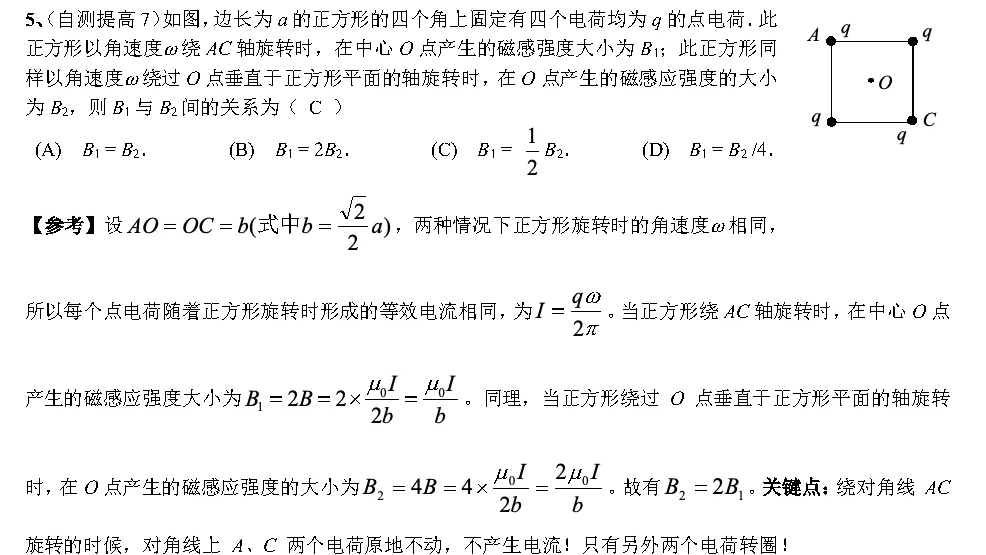 5、（自测提高 7）如图，边长为 a 的正方形的四个角上固定有四个电荷均为 q 的点电荷．此
正方形以角速度ω绕 AC 轴旋转时，在中心 O 点产生的磁感强度大小为 B₁；此正方形同
样以角速度ω绕过 O 点垂直于正方形平面的轴旋转时，在 O 点产生的磁感应强度的大小
为 B₂，则 B₁ 与 B₂ 间的关系为（ C ）
A q q
O
q q C
(A) B₁ = B₂． (B) B₁ = 2B₂． (C) B₁ = 1/2 B₂． (D) B₁ = B₂ /4．
【参考】设 AO = OC = b(式中b = √2/2 a)，两种情况下正方形旋转时的角速度ω相同，
所以每个点电荷随着正方形旋转时形成的等效电流相同，为 I = qω/2π 。当正方形绕 AC 轴旋转时，在中心 O 点
产生的磁感应强度大小为 B₁ = 2B = 2 × μ₀I/2b = μ₀I/b 。同理，当正方形绕过 O 点垂直于正方形平面的轴旋转
时，在 O 点产生的磁感应强度的大小为 B₂ = 4B = 4 × μ₀I/2b = 2μ₀I/b 。故有 B₂ = 2B₁ 。关键点：绕对角线 AC
旋转的时候，对角线上 A、C 两个电荷原地不动，不产生电流！只有另外两个电荷转圈！